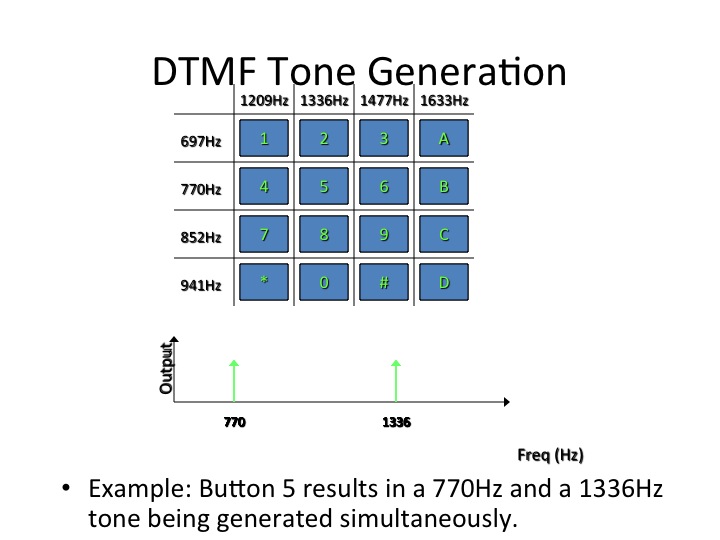 DTMF Tone Generation
1209Hz 1336Hz 1477Hz 1633Hz
697Hz 1 2 3 A
770Hz 4 5 6 B
852Hz 7 8 9 C
941Hz * 0 # D
Output
770 1336
Freq (Hz)
• Example: Button 5 results in a 770Hz and a 1336Hz
tone being generated simultaneously.